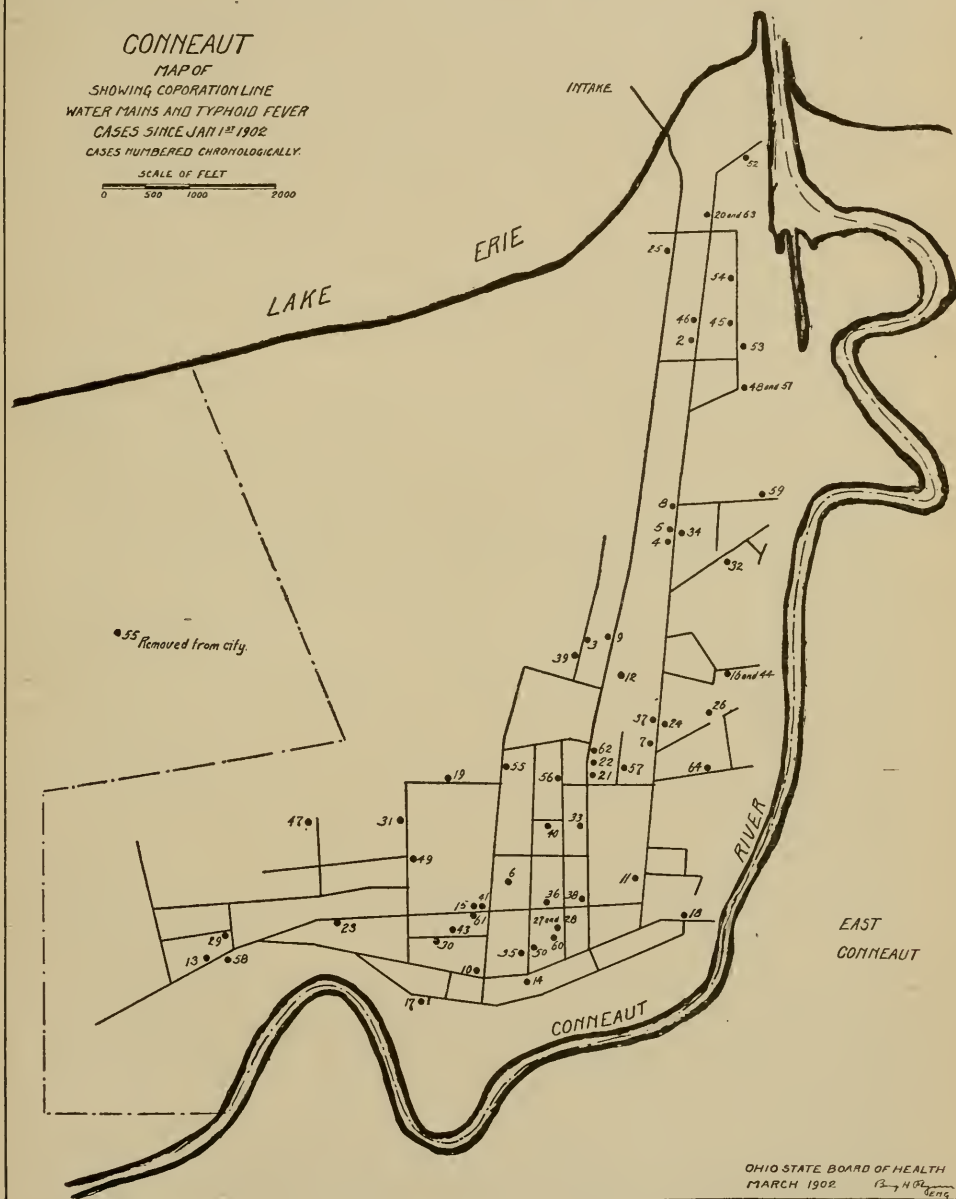 CONNEAUT
MAP OF
SHOWING COPORATION LINE
WATER MAINS AND TYPHOID FEVER
CASES SINCE JAN 1ST 1902
CASES NUMBERED CHRONOLOGICALLY.
SCALE OF FEET
0 500 1000 2000
INTAKE
52
20 and 63
25
LAKE ERIE
54
46 45
2 53
48 and 51
59
8
5 34
4
32
55 Removed from city.
3 9
39
12
16 and 44
26
37 24
7
62
55 22
19 56 21 57 64
47 31 40 33
RIVER
49
6 11
36 38
15 41
61 18
23 27 and 28
43
29 30 60
35 50
13 58
10 14
17 1
EAST
CONNEAUT
CONNEAUT
OHIO STATE BOARD OF HEALTH
MARCH 1902
ENG